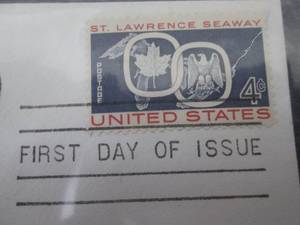 ST. LAWRENCE SEAWAY
POSTAGE
4¢
UNITED STATES
FIRST DAY OF ISSUE